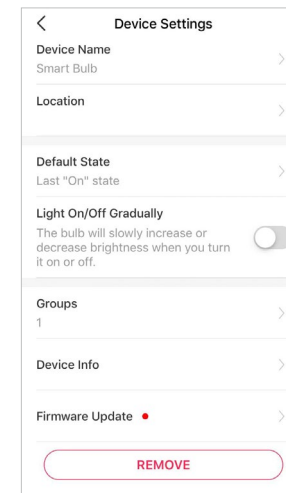 Device Settings
Device Name
Smart Bulb
Location
Default State
Last "On" state
Light On/Off Gradually
The bulb will slowly increase or
decrease brightness when you turn
it on or off.
Groups
1
Device Info
Firmware Update
REMOVE